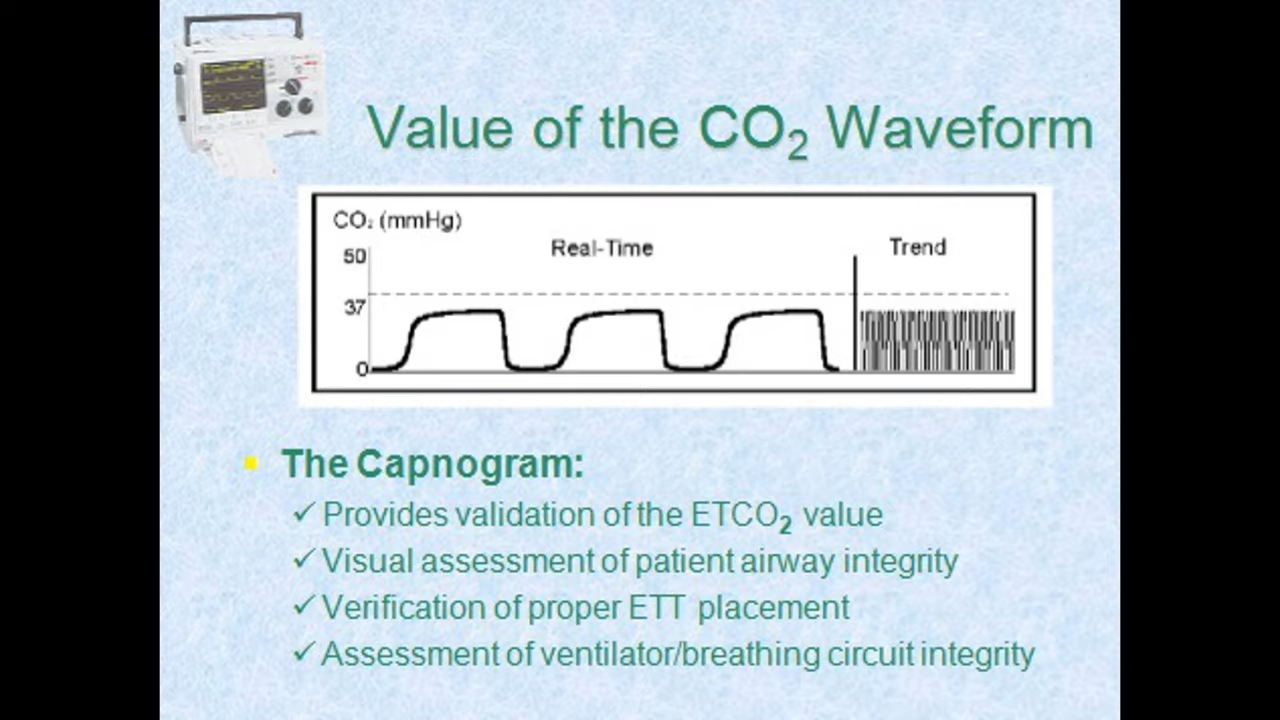 Value of the CO₂ Waveform
CO₂ (mmHg)
Real-Time
Trend
50
37
0
The Capnogram:
Provides validation of the ETCO₂ value
Visual assessment of patient airway integrity
Verification of proper ETT placement
Assessment of ventilator/breathing circuit integrity